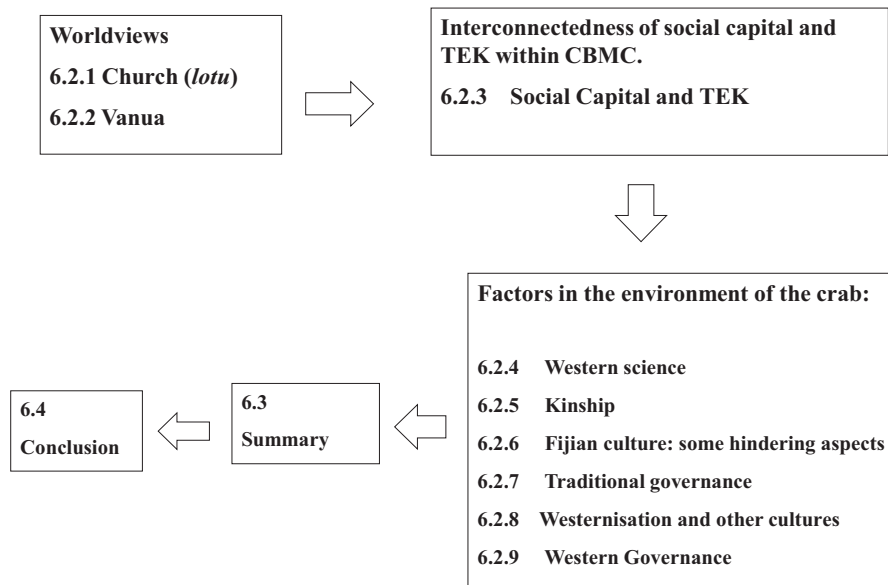 Worldviews
6.2.1 Church (lotu)
6.2.2 Vanua
Interconnectedness of social capital and
TEK within CBMC.
6.2.3 Social Capital and TEK
Factors in the environment of the crab:
6.2.4 Western science
6.2.5 Kinship
6.2.6 Fijian culture: some hindering aspects
6.2.7 Traditional governance
6.2.8 Westernisation and other cultures
6.2.9 Western Governance
6.3
Summary
6.4
Conclusion